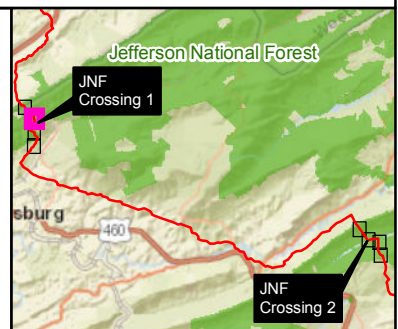 Jefferson National Forest
JNF
Crossing 1
sburg
460
JNF
Crossing 2